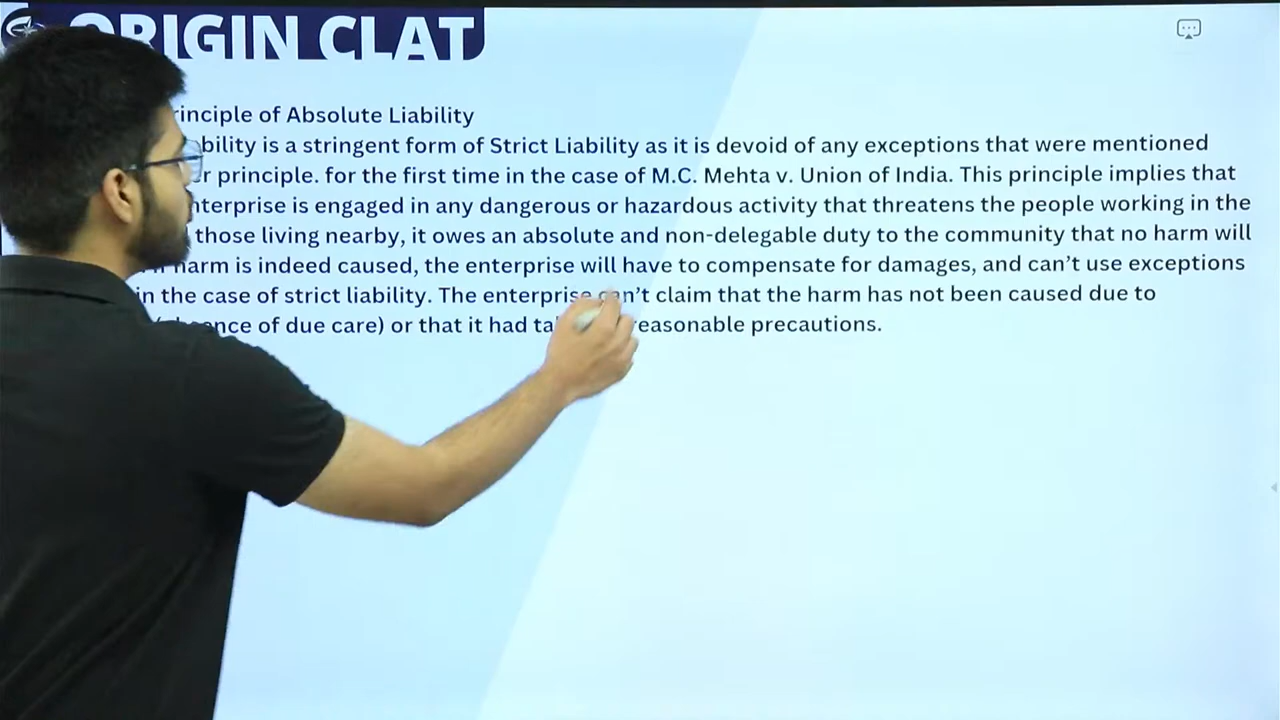 ORIGIN CLAT
rinciple of Absolute Liability
bility is a stringent form of Strict Liability as it is devoid of any exceptions that were mentioned
r principle. for the first time in the case of M.C. Mehta v. Union of India. This principle implies that
nterprise is engaged in any dangerous or hazardous activity that threatens the people working in the
those living nearby, it owes an absolute and non-delegable duty to the community that no harm will
harm is indeed caused, the enterprise will have to compensate for damages, and can't use exceptions
in the case of strict liability. The enterprise can't claim that the harm has not been caused due to
ence of due care) or that it had ta reasonable precautions.